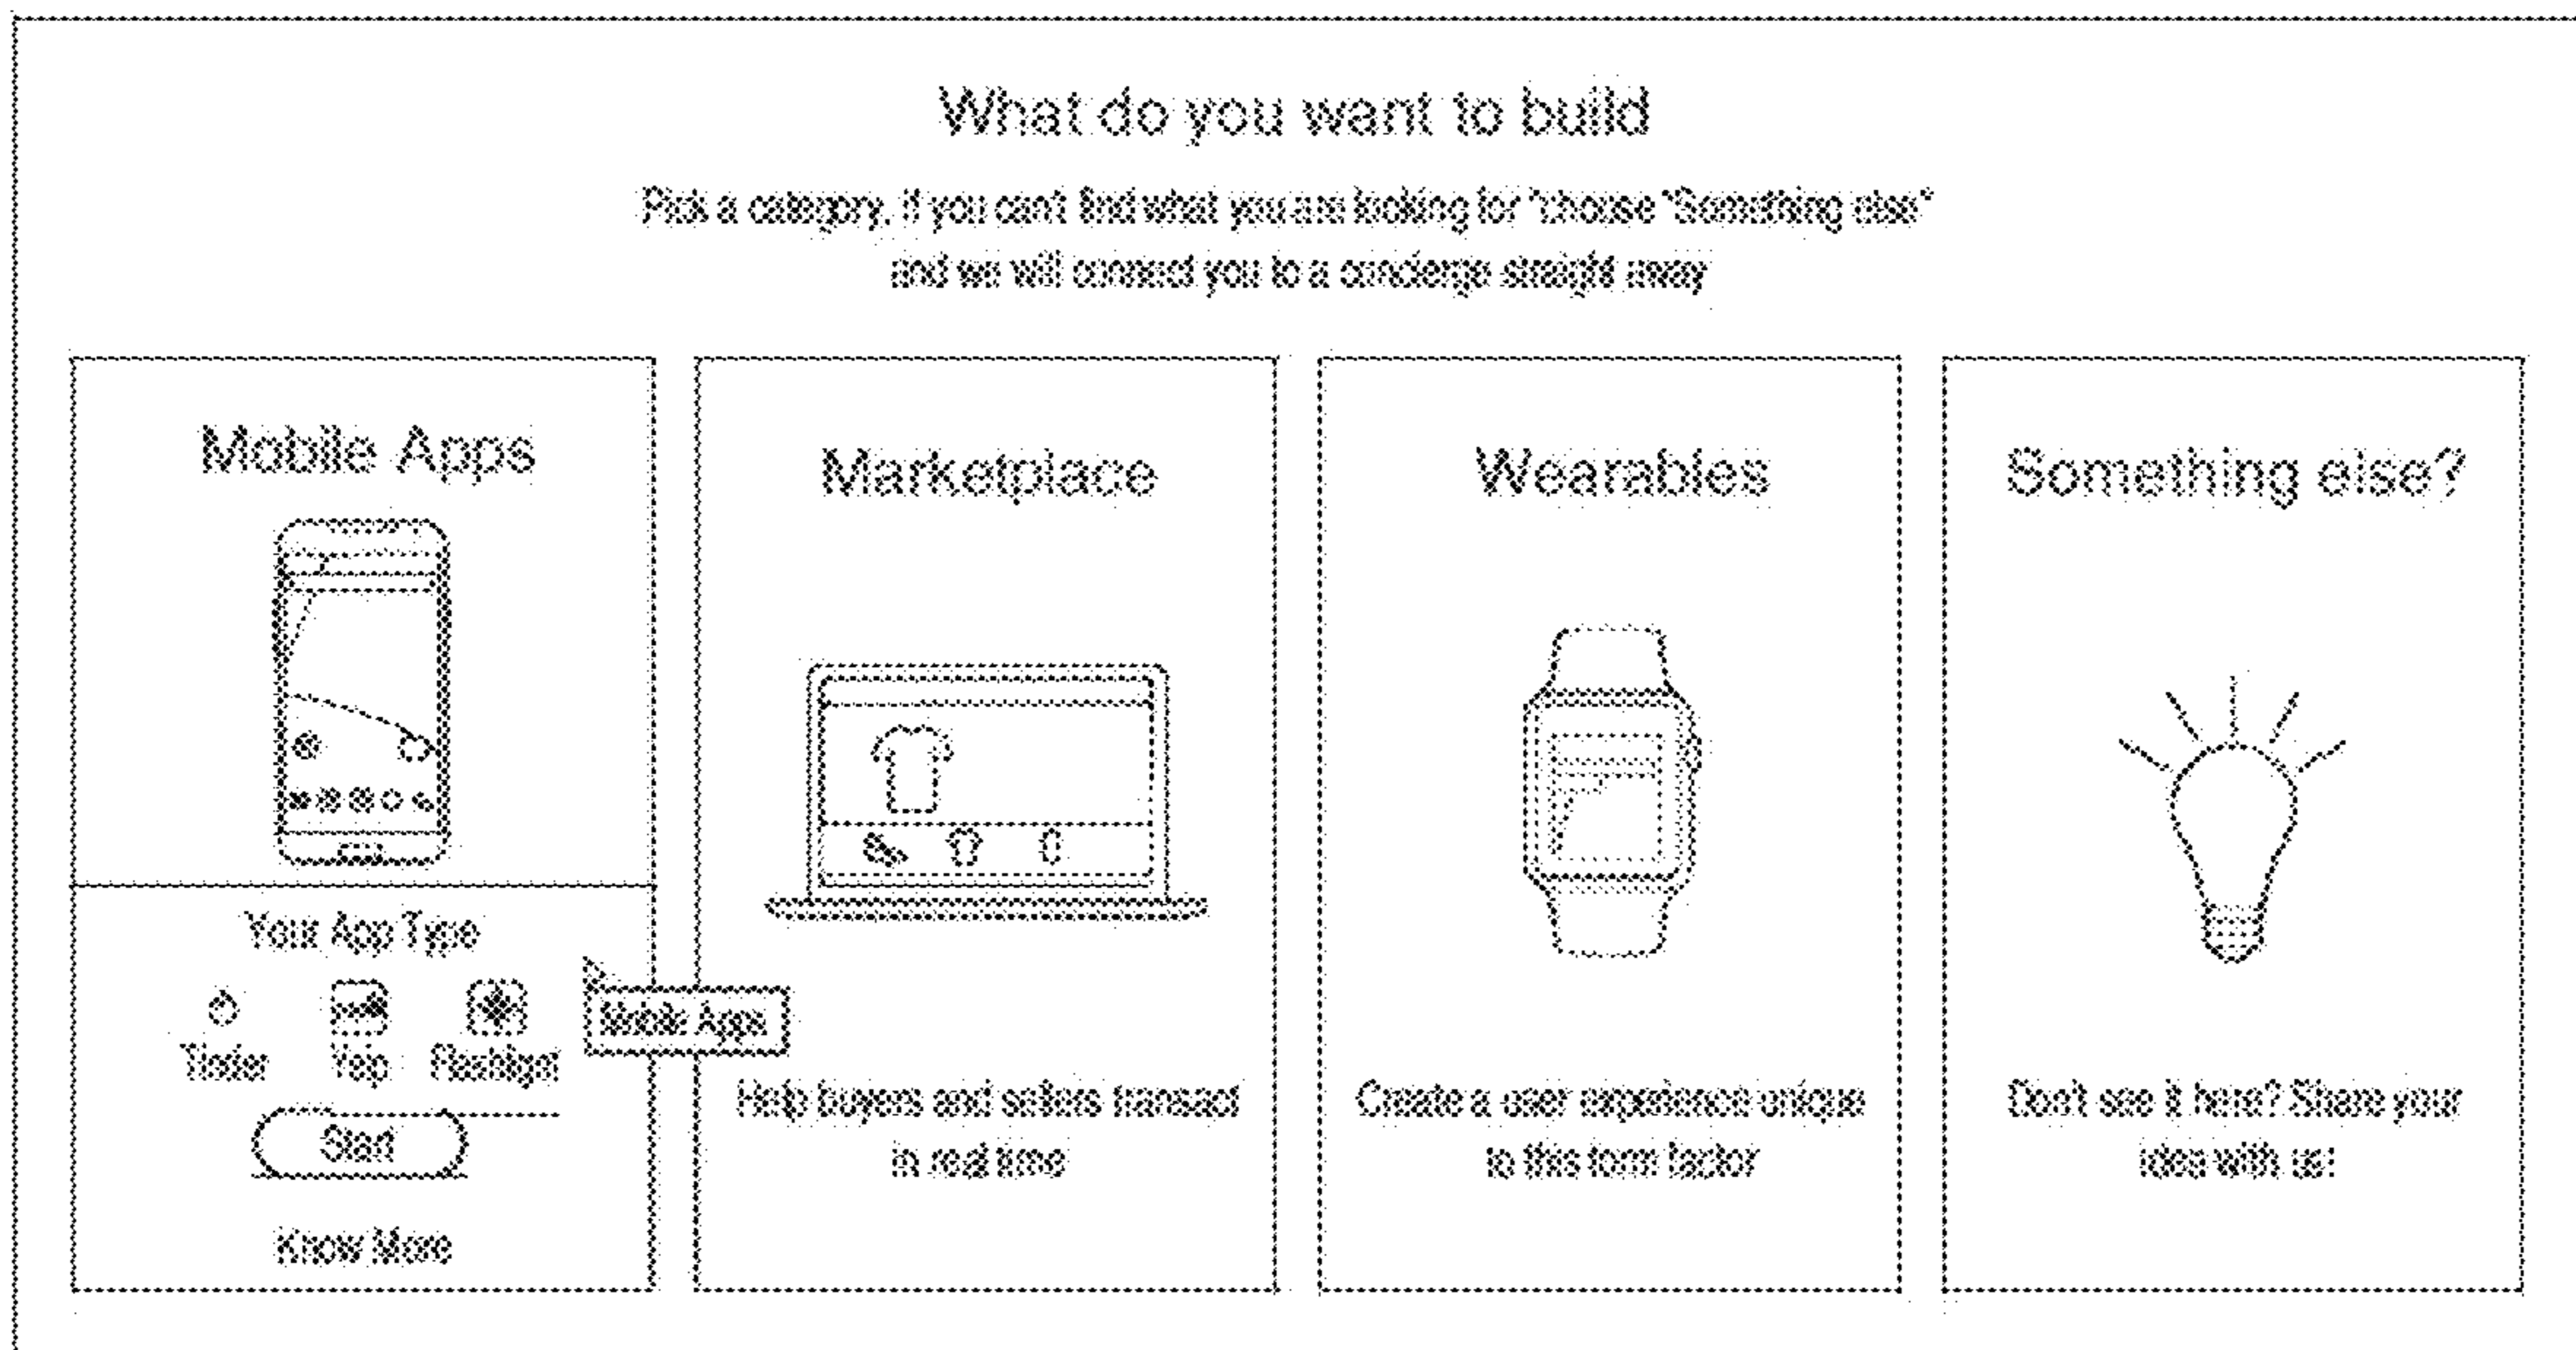 What do you want to build
Pick a category, if you can't find what you are looking for "choose "Something else"
and we will connect you to a concierge straight away
Mobile Apps
Your App Type
Tinder Yelp
Start
Know More
Mobile Apps
Marketplace
Help buyers and sellers transact
in real time
Wearables
Create a user experience unique
to this form factor
Something else?
Don't see it here? Share your
idea with us!